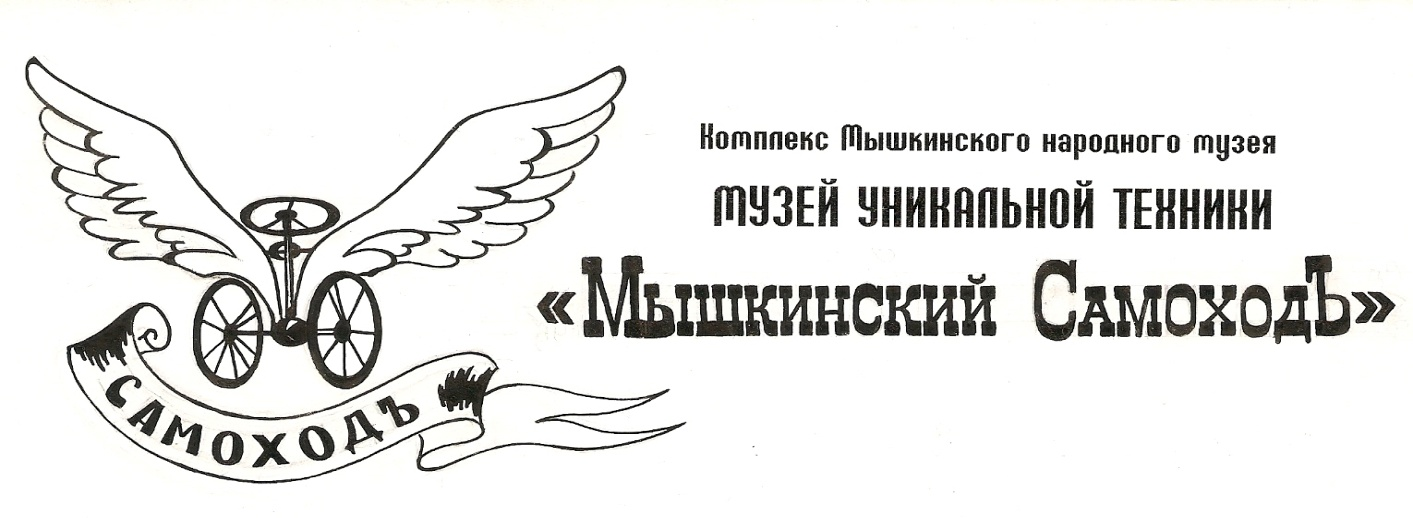 Комплекс Мышкинского народного музея
МУЗЕЙ УНИКАЛЬНОЙ ТЕХНИКИ
«Мышкинский СамоходЪ»
САМОХОДЪ